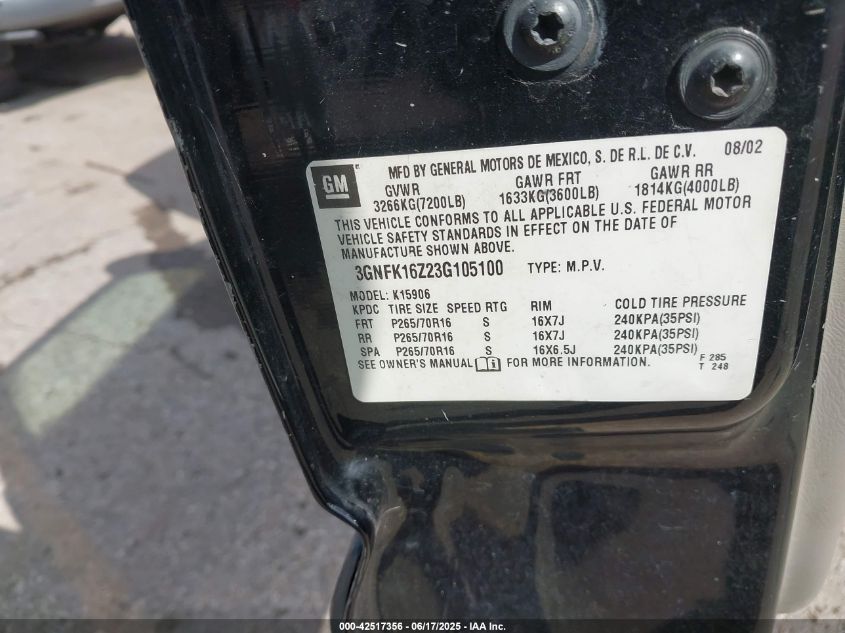 GM
MFD BY GENERAL MOTORS DE MEXICO, S. DE R.L. DE C.V. 08/02
GVWR GAWR FRT GAWR RR
3266KG(7200LB) 1633KG(3600LB) 1814KG(4000LB)
THIS VEHICLE CONFORMS TO ALL APPLICABLE U.S. FEDERAL MOTOR
VEHICLE SAFETY STANDARDS IN EFFECT ON THE DATE OF
MANUFACTURE SHOWN ABOVE.
3GNFK16Z23G105100 TYPE: M.P.V.
MODEL: K15906
KPDC TIRE SIZE SPEED RTG RIM COLD TIRE PRESSURE
FRT P265/70R16 S 16X7J 240KPA(35PSI)
RR P265/70R16 S 16X7J 240KPA(35PSI)
SPA P265/70R16 S 16X6.5J 240KPA(35PSI)
SEE OWNER'S MANUAL FOR MORE INFORMATION. F 285
T 248
000-42517356 - 06/17/2025 - IAA Inc.